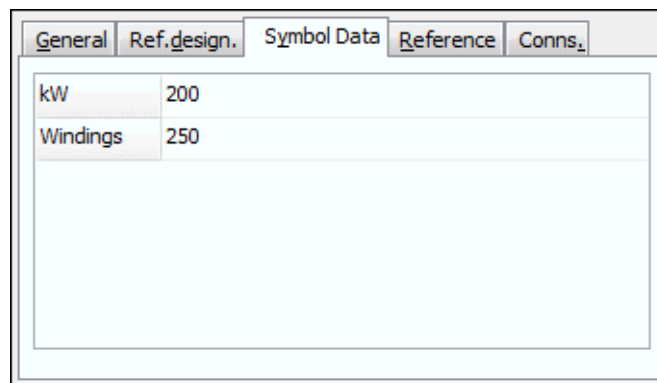 General Ref.design. Symbol Data Reference Conns.
kW 200
Windings 250